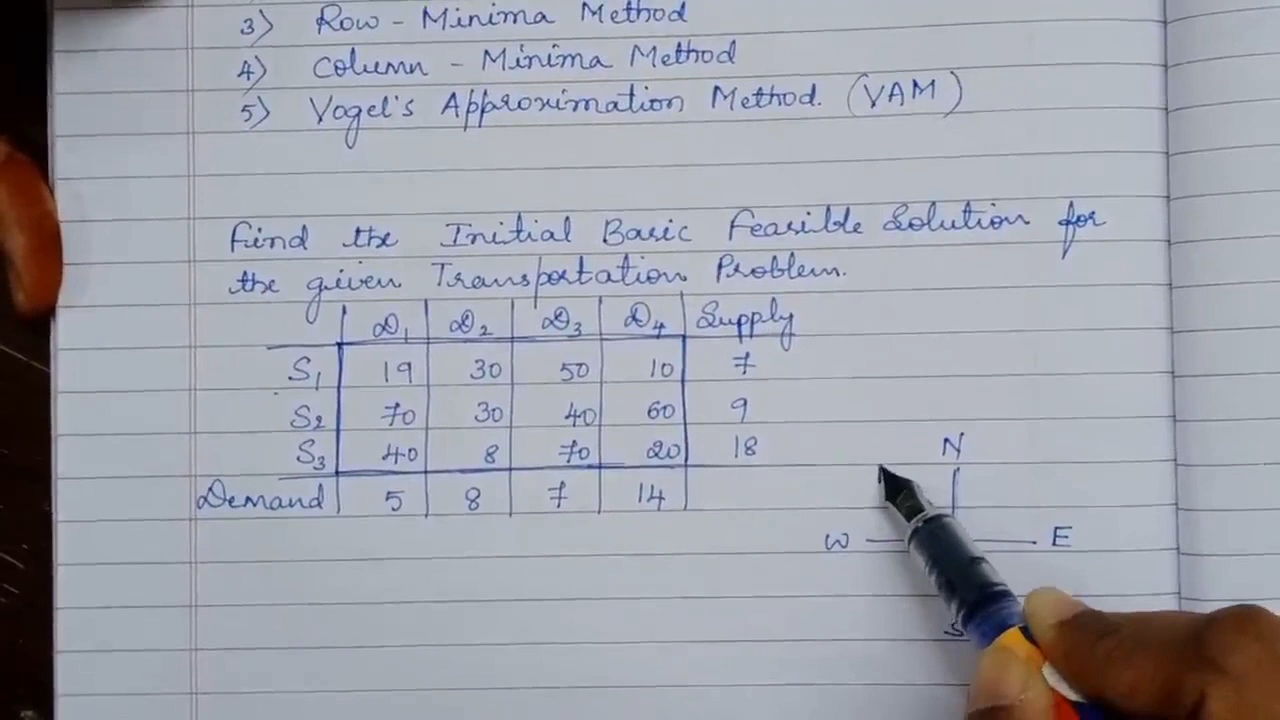 3) Row - Minima Method
4) Column - Minima Method
5) Vogel's Approximation Method. (VAM)
Find the Initial Basic Feasible Solution for
the given Transportation Problem.
D1 D2 D3 D4 Supply
S1 19 30 50 10 7
S2 70 30 40 60 9
S3 40 8 70 20 18
Demand 5 8 7 14
N
W E
S